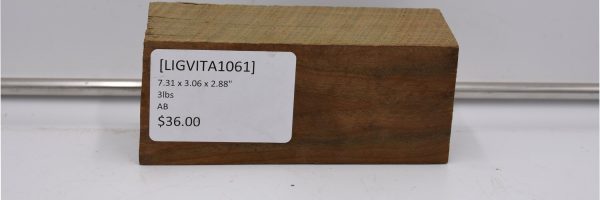 [LIGVITA1061]
7.31 x 3.06 x 2.88"
3lbs
AB
$36.00